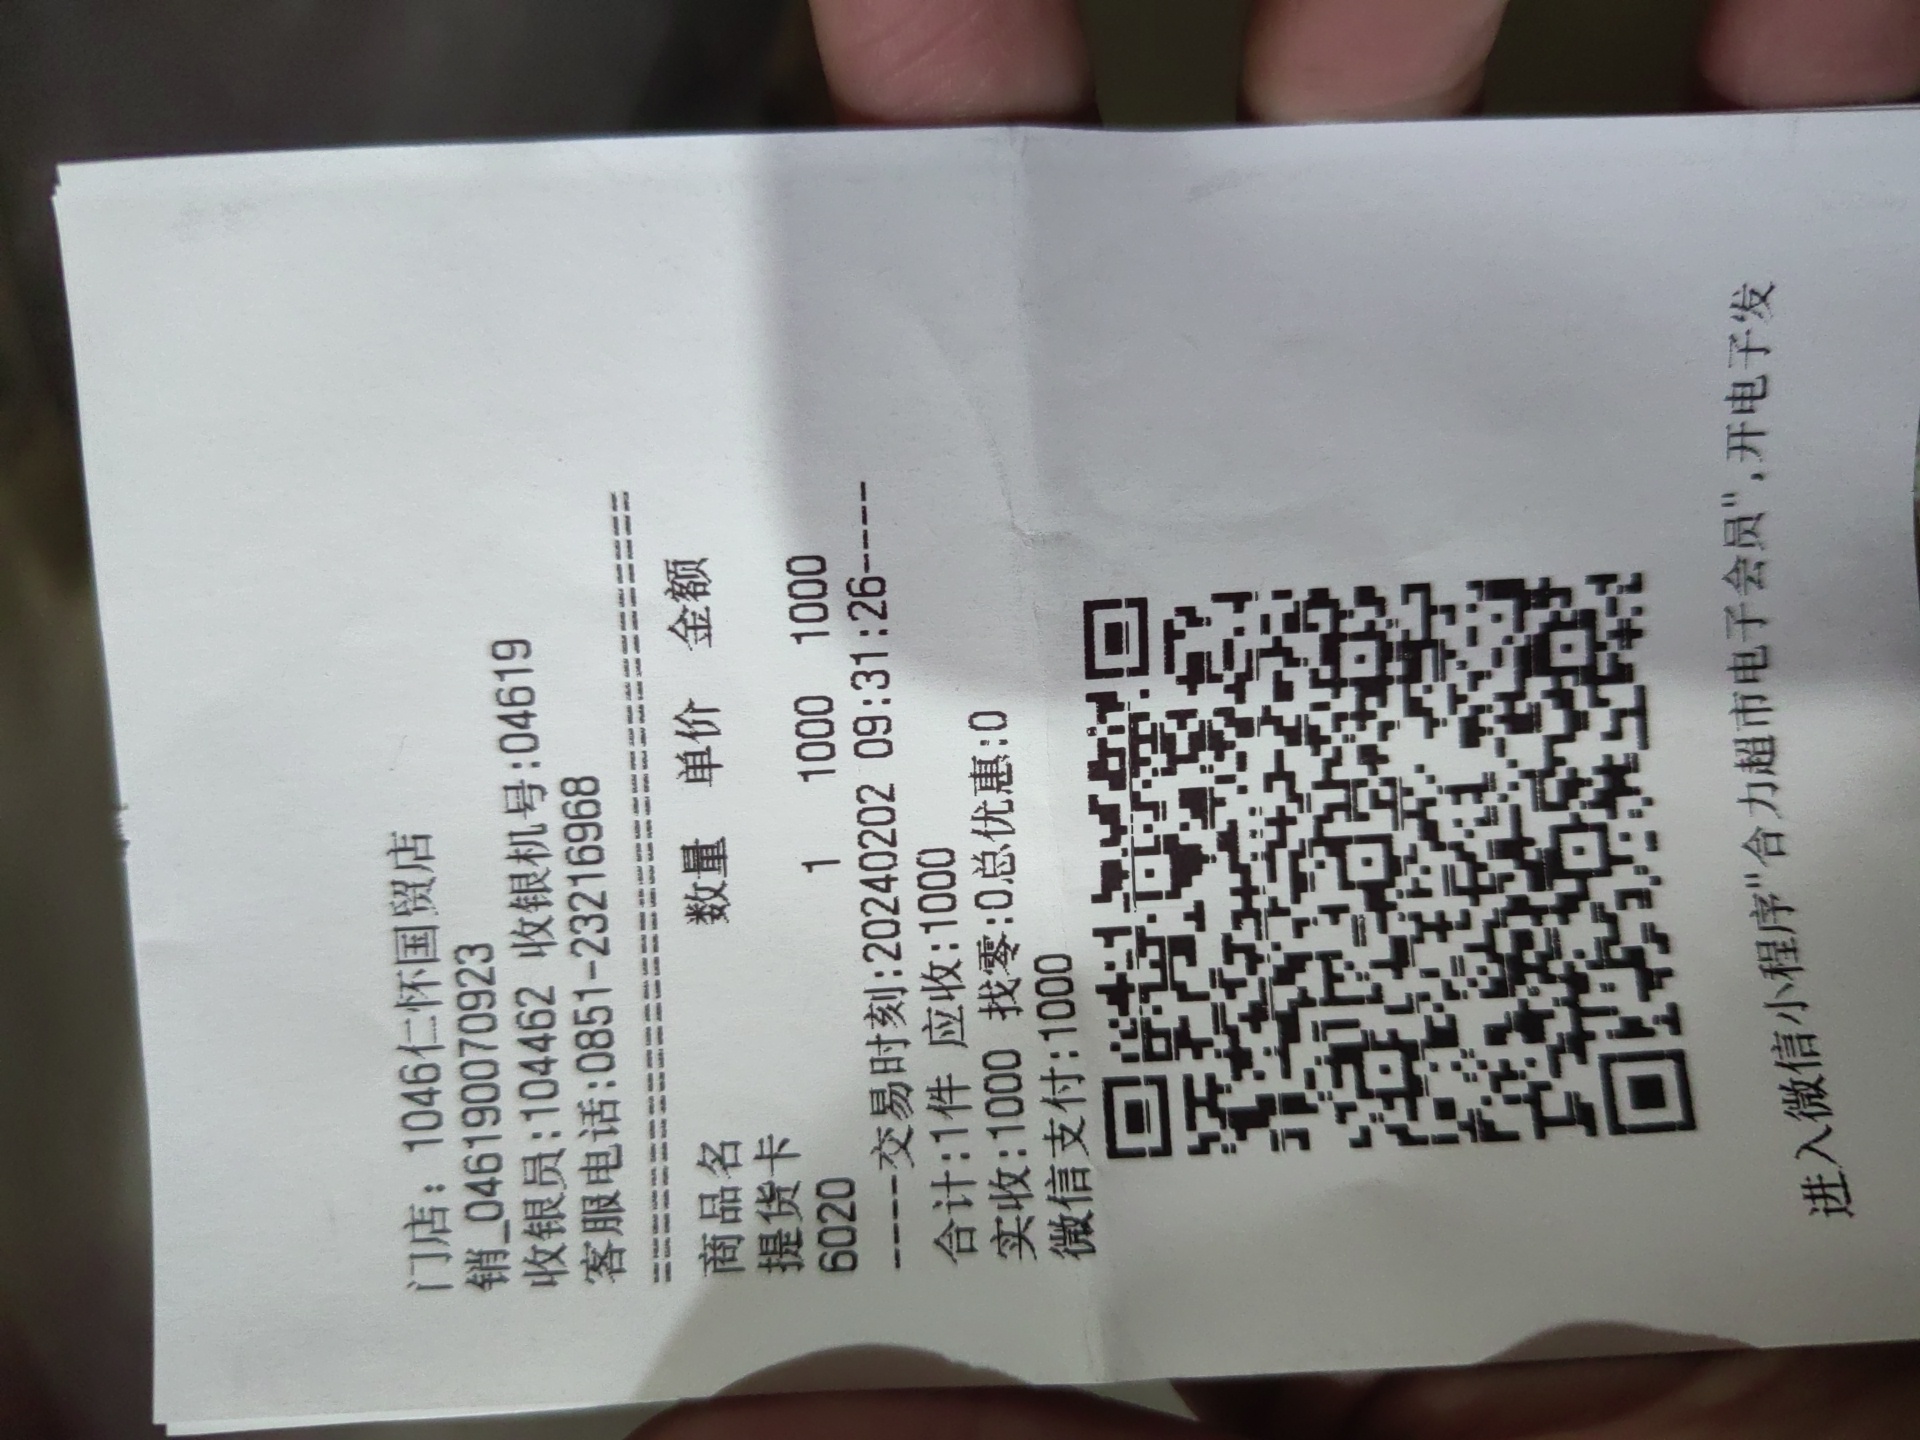 门店: 1046仁怀国贸店
销_04619007​0923
收银员:104462 收银机号:04619
客服电话:0851-23216968
================================
商品名 数量 单价 金额
提货卡
6020 1 1000 1000
----交易时刻:20240202 09:31:26----
合计:1件 应收:1000
实收:1000 找零:0总优惠:0
微信支付:1000
进入微信小程序"合力超市电子会员",开电子发